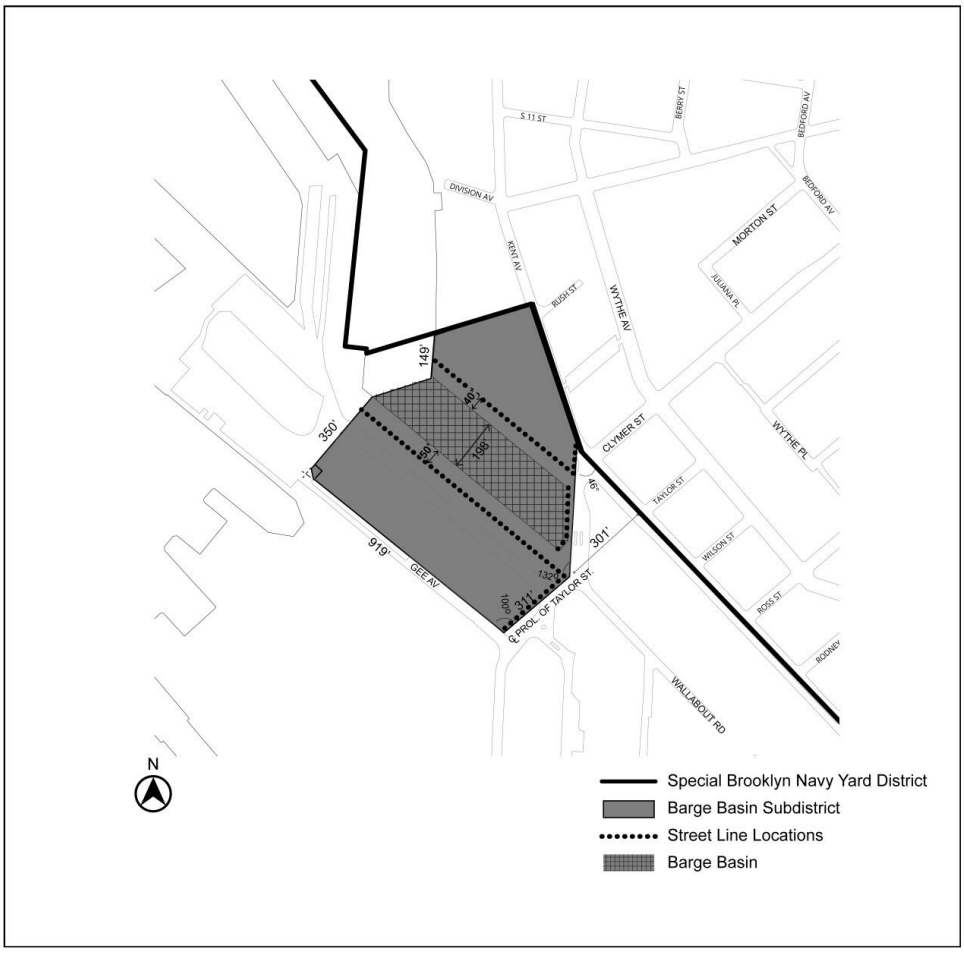 S 11 ST
BERRY ST
BEDFORD AV
DIVISION AV
BEDFORD AV
MORTON ST
KENT AV
JULIANA PL
RUSH ST
WYTHE AV
149'
40'
350'
CLYMER ST
WYTHE PL
50'
198'
46°
TAYLOR ST
301'
WILSON ST
919'
GEE AV
132°
ROSS ST
100°
311'
℄ PROL. OF TAYLOR ST.
RODNEY
WALLABOUT RD
N
Special Brooklyn Navy Yard District
Barge Basin Subdistrict
Street Line Locations
Barge Basin